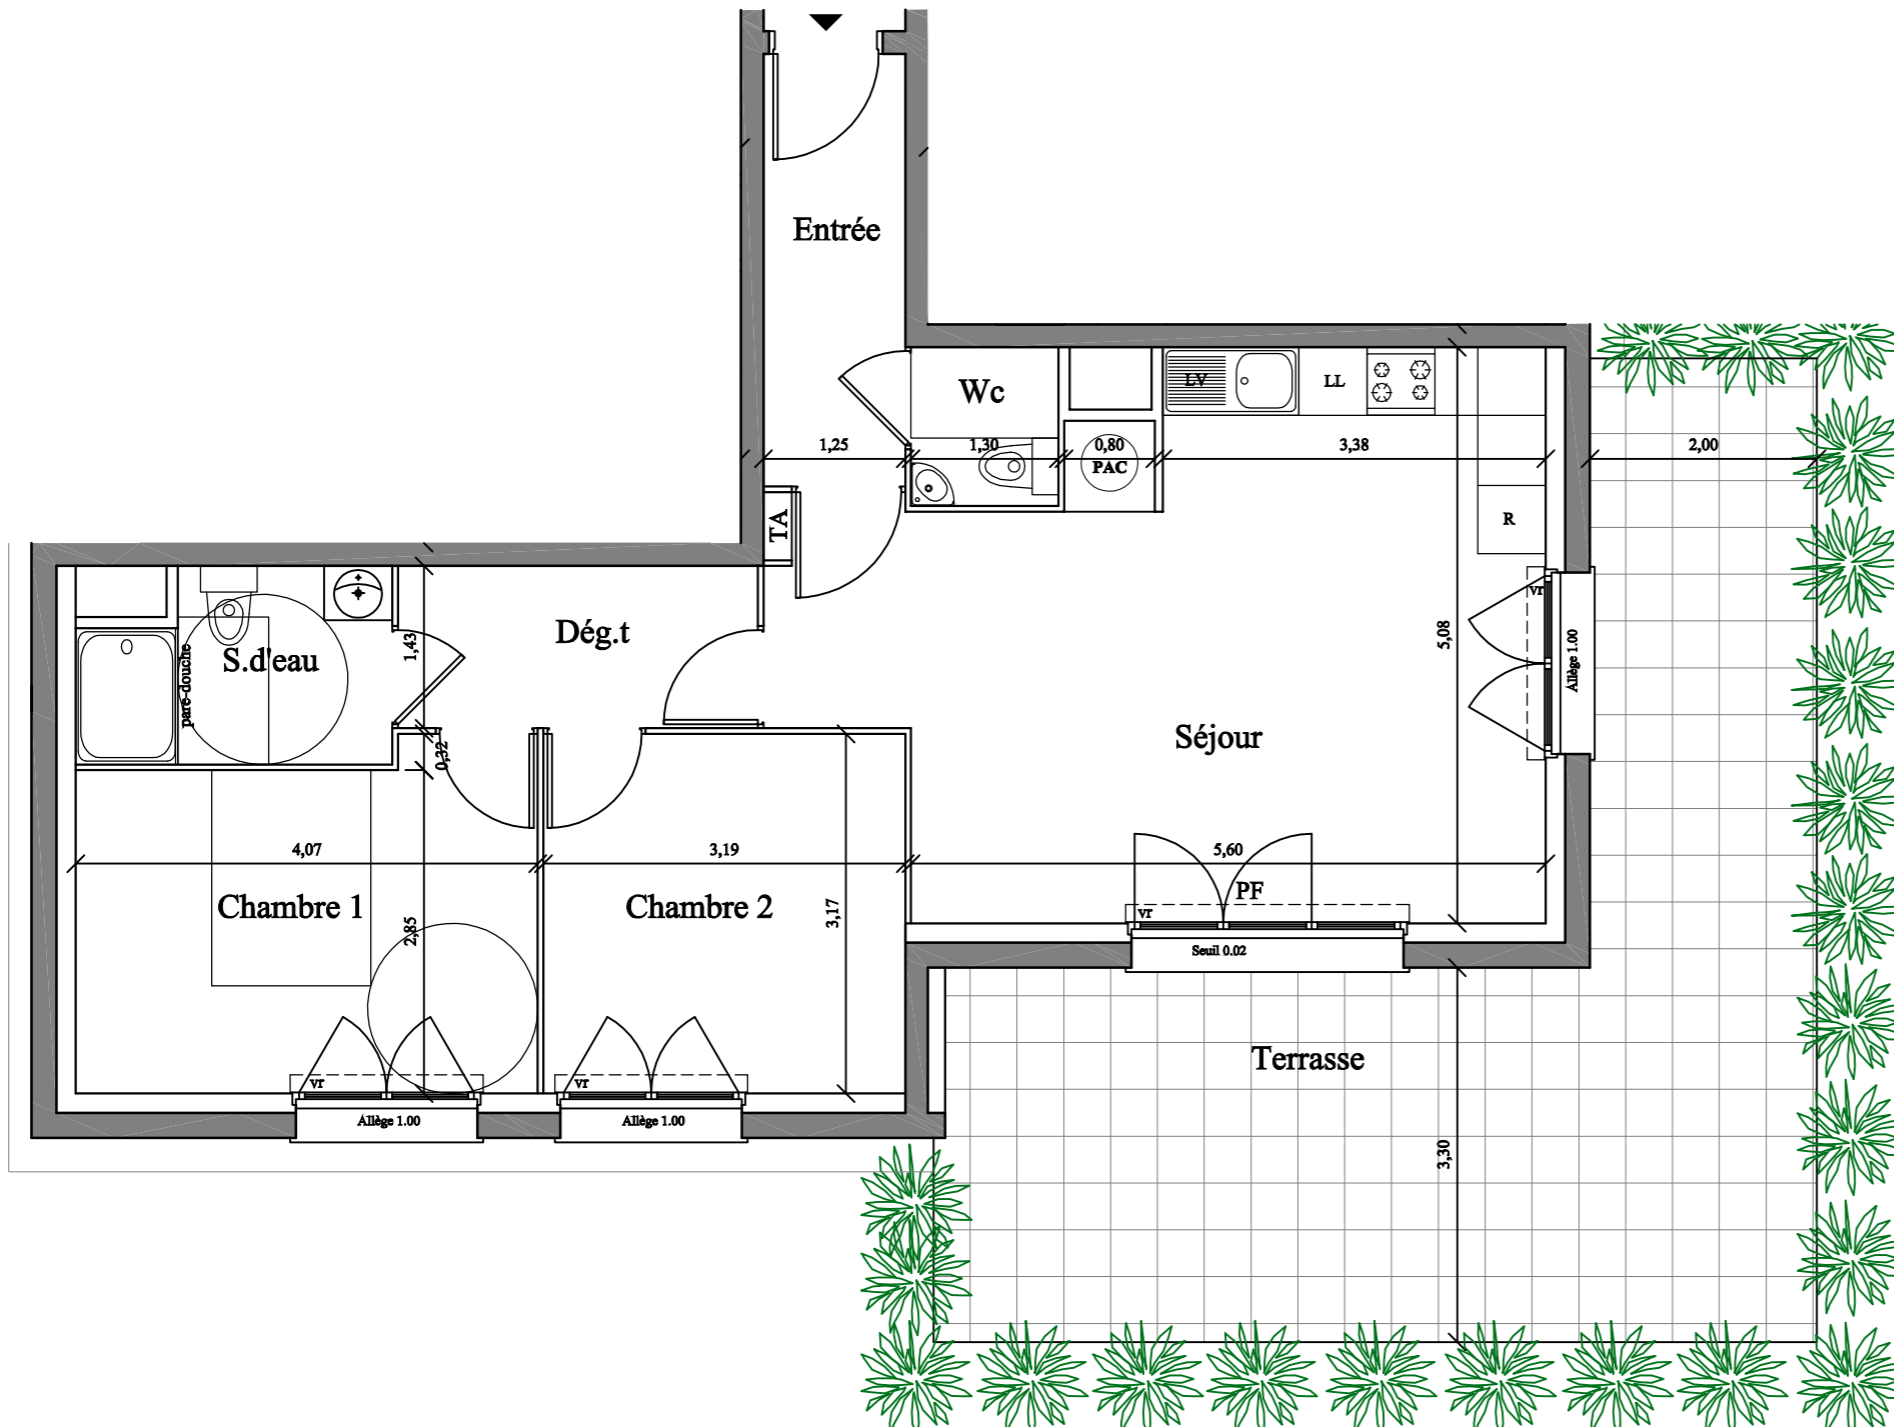 Entrée
Wc
LV
LL
1,25
1,30
0,80
3,38
2,00
PAC
TA
R
vr
Allège 1.00
5,08
Dég.t
1,43
S.d'eau
pare-douche
0,32
Séjour
4,07
3,19
5,60
PF
vr
Chambre 1
Chambre 2
2,85
3,17
Seuil 0.02
Terrasse
vr
vr
Allège 1.00
Allège 1.00
3,30